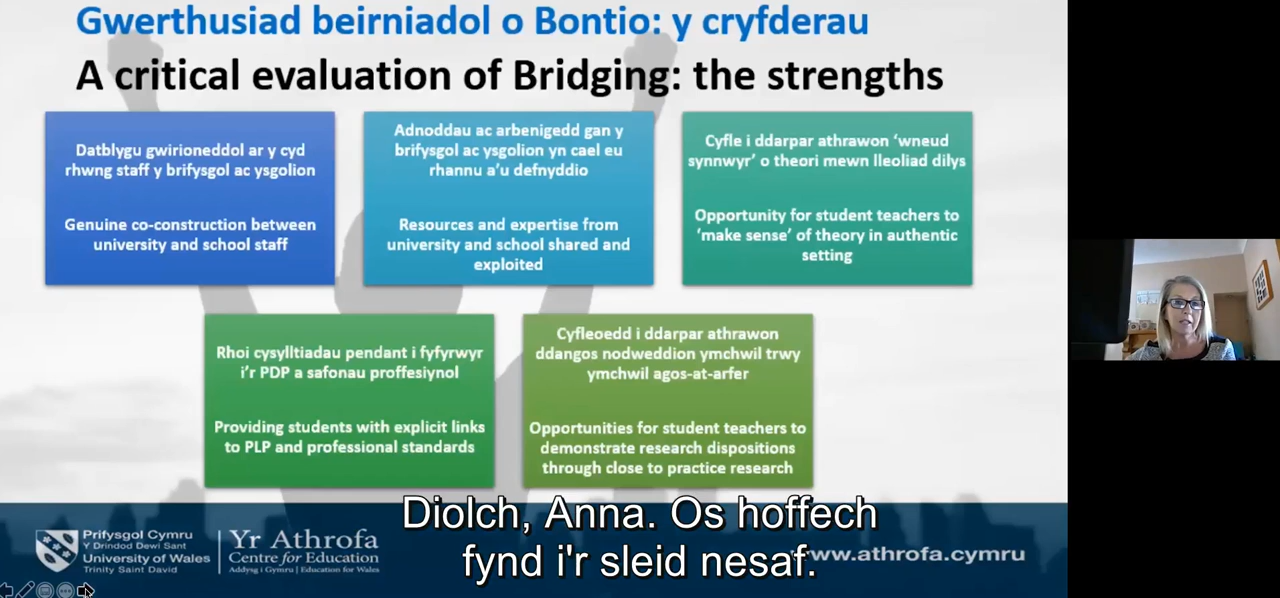 Gwerthusiad beirniadol o Bontio: y cryfderau
A critical evaluation of Bridging: the strengths
Datblygu gwirioneddol ar y cyd
rhwng staff y brifysgol ac ysgolion
Genuine co-construction between
university and school staff
Adnoddau ac arbenigedd gan y
brifysgol ac ysgolion yn cael eu
rhannu a'u defnyddio
Resources and expertise from
university and school shared and
exploited
Cyfle i ddarpar athrawon ‘wneud
synnwyr’ o theori mewn lleoliad dilys
Opportunity for student teachers to
‘make sense’ of theory in authentic
setting
Rhoi cysylltiadau pendant i fyfyrwyr
i'r PDP a safonau proffesiynol
Providing students with explicit links
to PLP and professional standards
Cyfleoedd i ddarpar athrawon
ddangos nodweddion ymchwil trwy
ymchwil agos-at-arfer
Opportunities for student teachers to
demonstrate research dispositions
through close to practice research
Diolch, Anna. Os hoffech
fynd i'r sleid nesaf.
Prifysgol Cymru
Y Drindod Dewi Sant
University of Wales
Trinity Saint David
Yr Athrofa
Centre for Education
Addysg i Gymru | Education for Wales
www.athrofa.cymru